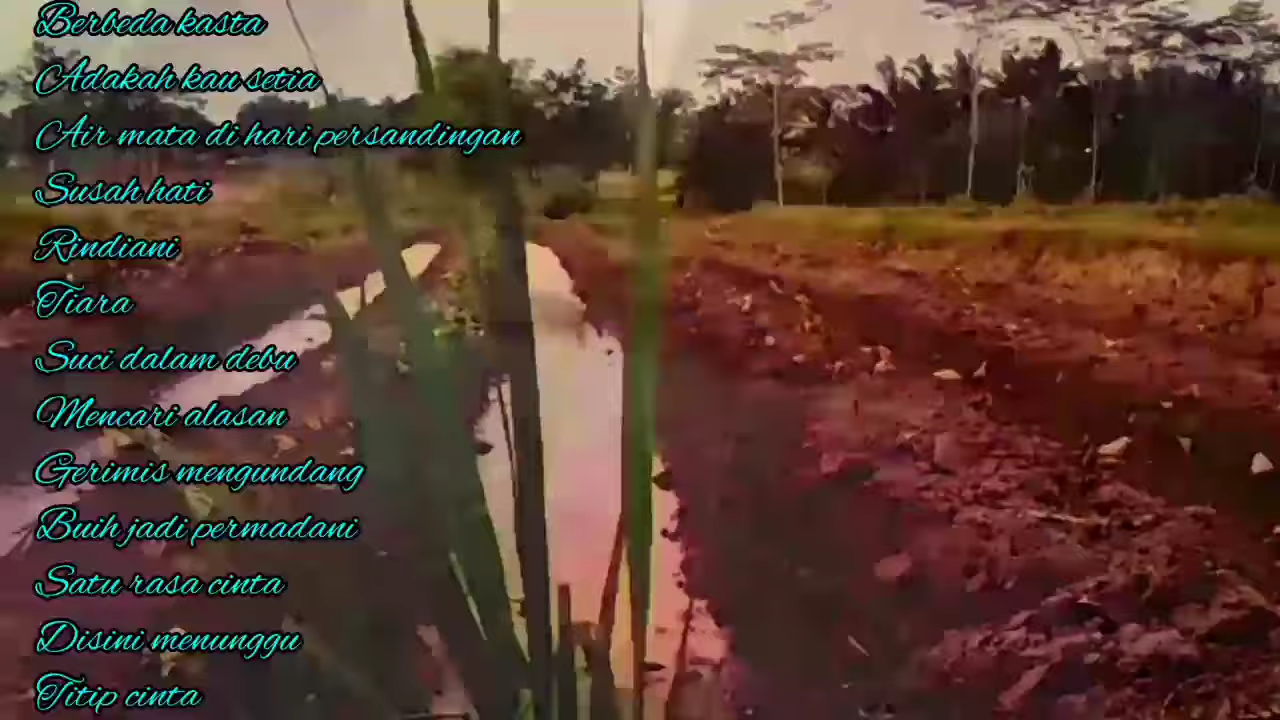 Berbeda kasta
Adakah kau setia
Air mata di hari persandingan
Susah hati
Rindiani
Tiara
Suci dalam debu
Mencari alasan
Gerimis mengundang
Buih jadi permadani
Satu rasa cinta
Disini menunggu
Titip cinta